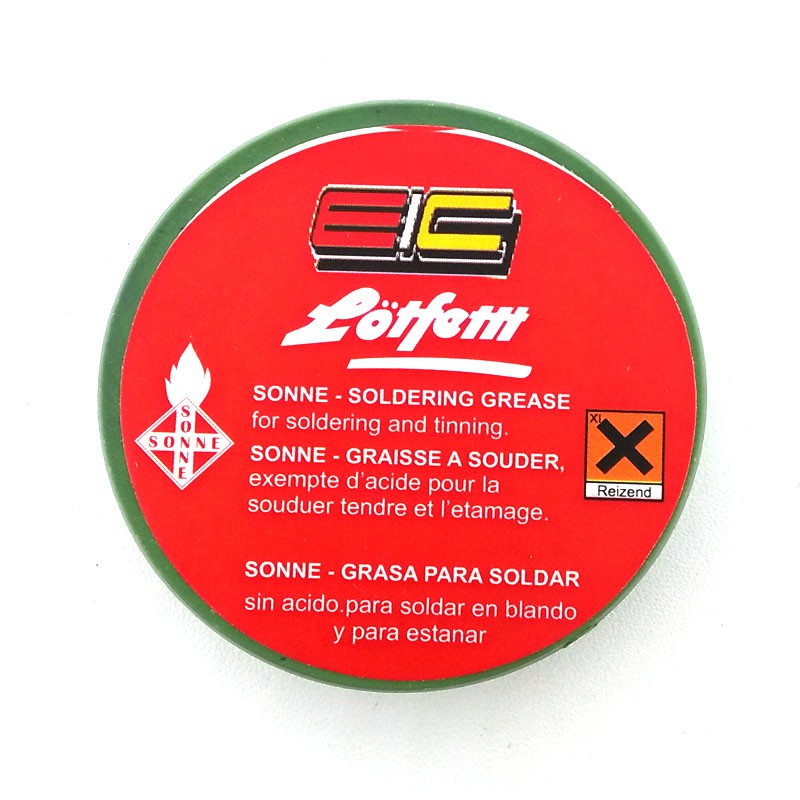 EIC
Lötfettt
SONNE - SOLDERING GREASE
for soldering and tinning.
SONNE - GRAISSE A SOUDER,
exempte d'acide pour la
souduer tendre et l'etamage.
SONNE - GRASA PARA SOLDAR
sin acido.para soldar en blando
y para estanar
SONNE
SONNE
XI
Reizend